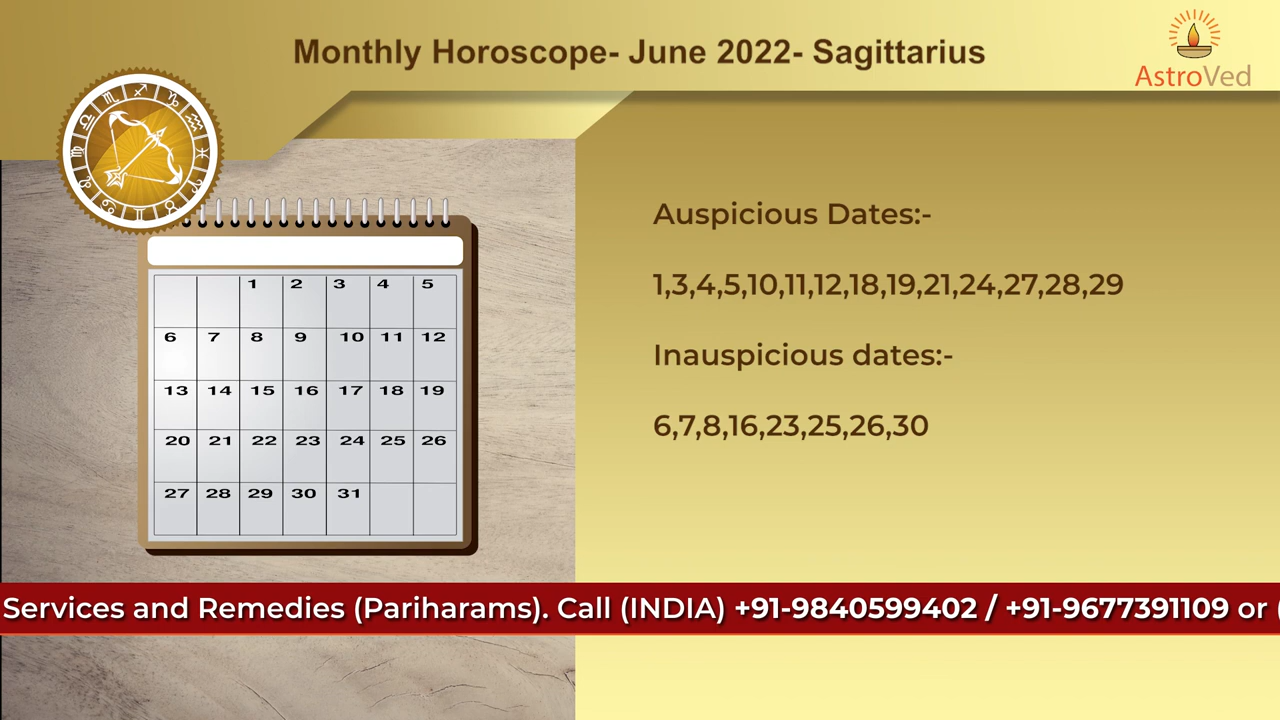 Monthly Horoscope- June 2022- Sagittarius
AstroVed
Auspicious Dates:-
1,3,4,5,10,11,12,18,19,21,24,27,28,29
Inauspicious dates:-
6,7,8,16,23,25,26,30
1 2 3 4 5
6 7 8 9 10 11 12
13 14 15 16 17 18 19
20 21 22 23 24 25 26
27 28 29 30 31
Services and Remedies (Pariharams). Call (INDIA) +91-9840599402 / +91-9677391109 or (